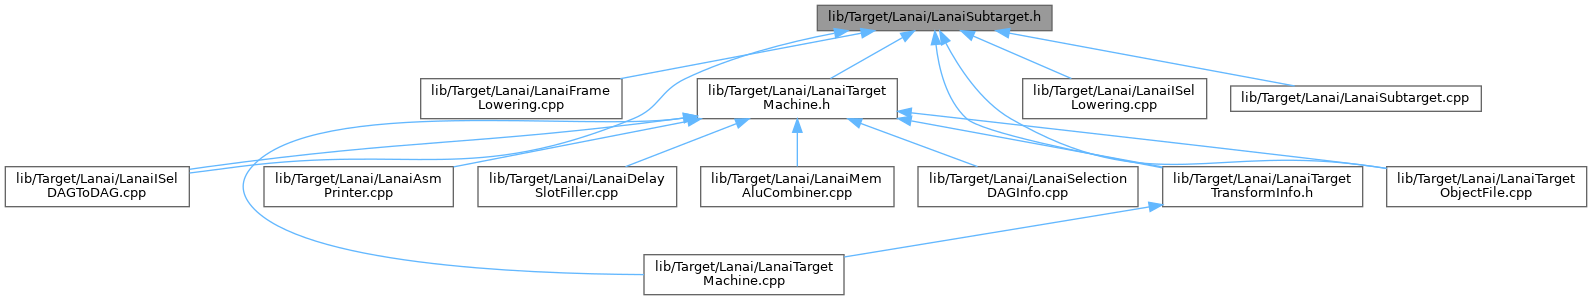 lib/Target/Lanai/LanaiSubtarget.h
lib/Target/Lanai/LanaiFrame
Lowering.cpp
lib/Target/Lanai/LanaiTarget
Machine.h
lib/Target/Lanai/LanaiISel
Lowering.cpp
lib/Target/Lanai/LanaiSubtarget.cpp
lib/Target/Lanai/LanaiISel
DAGToDAG.cpp
lib/Target/Lanai/LanaiAsm
Printer.cpp
lib/Target/Lanai/LanaiDelay
SlotFiller.cpp
lib/Target/Lanai/LanaiMem
AluCombiner.cpp
lib/Target/Lanai/LanaiSelection
DAGInfo.cpp
lib/Target/Lanai/LanaiTarget
TransformInfo.h
lib/Target/Lanai/LanaiTarget
ObjectFile.cpp
lib/Target/Lanai/LanaiTarget
Machine.cpp